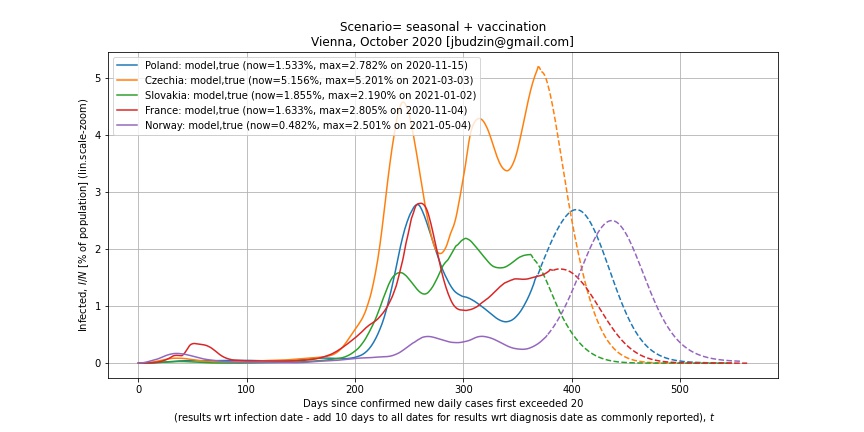 Scenario= seasonal + vaccination
Vienna, October 2020 [jbudzin@gmail.com]
Poland: model,true (now=1.533%, max=2.782% on 2020-11-15)
Czechia: model,true (now=5.156%, max=5.201% on 2021-03-03)
Slovakia: model,true (now=1.855%, max=2.190% on 2021-01-02)
France: model,true (now=1.633%, max=2.805% on 2020-11-04)
Norway: model,true (now=0.482%, max=2.501% on 2021-05-04)
Infected, I/N [% of population] (lin.scale-zoom)
5
4
3
2
1
0
0 100 200 300 400 500
Days since confirmed new daily cases first exceeded 20
(results wrt infection date - add 10 days to all dates for results wrt diagnosis date as commonly reported), t